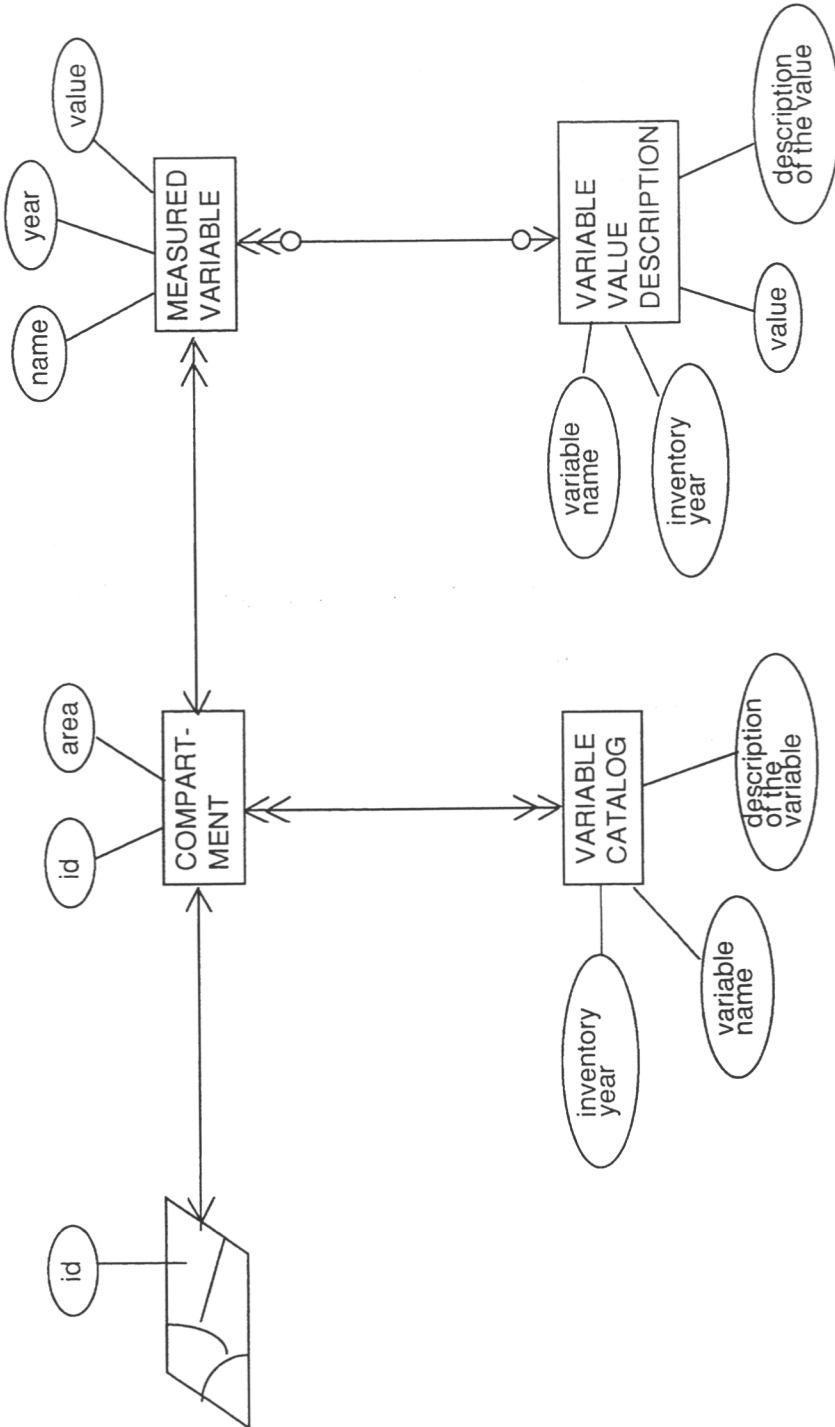 id
id
area
COMPART-
MENT
name
year
value
MEASURED
VARIABLE
inventory
year
variable
name
VARIABLE
CATALOG
description
of the
variable
variable
name
inventory
year
VARIABLE
VALUE
DESCRIPTION
value
description
of the value